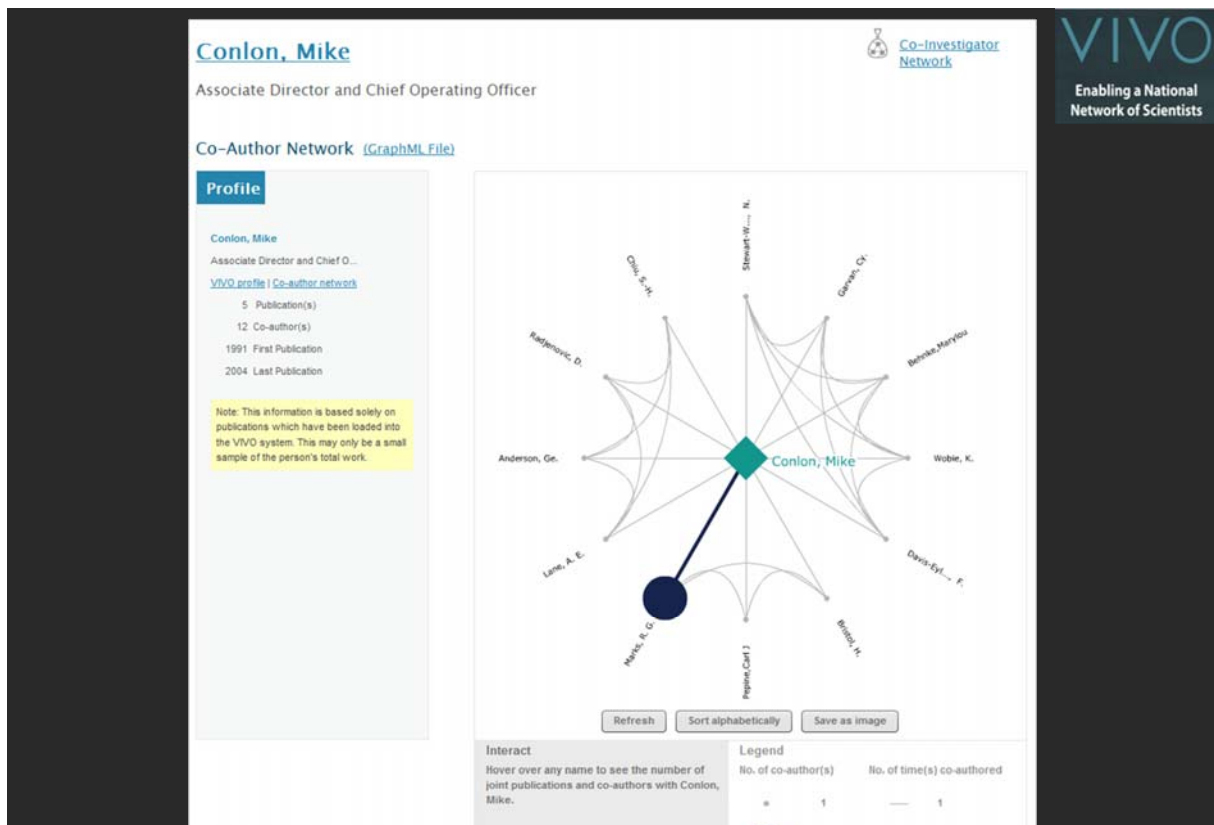 Conlon, Mike
Co-Investigator
Network
VIVO
Enabling a National
Network of Scientists
Associate Director and Chief Operating Officer
Co-Author Network (GraphML File)
Profile
Conlon, Mike
Associate Director and Chief O...
VIVO profile | Co-author network
5 Publication(s)
12 Co-author(s)
1991 First Publication
2004 Last Publication
Note: This information is based solely on
publications which have been loaded into
the VIVO system. This may only be a small
sample of the person's total work.
Stewart-W..., N.
Garvan, Cy.
Behnke,Marylou
Woble, K.
Davis-Eyl..., F.
Bristol, H.
Pepine,Carl J
Marks, R. G.
Lane, A. E.
Anderson, Ge.
Radjenovic, D.
Chiu, S.-H.
Conlon, Mike
Refresh
Sort alphabetically
Save as image
Interact
Hover over any name to see the number of
joint publications and co-authors with Conlon,
Mike.
Legend
No. of co-author(s) No. of time(s) co-authored
1 1